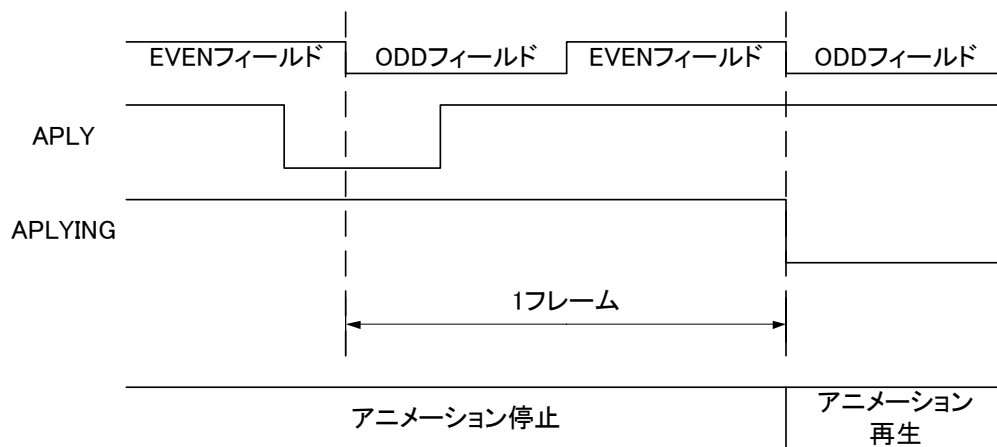 EVENフィールド ODDフィールド EVENフィールド ODDフィールド
APLY
APLYING
1フレーム
アニメーション停止
アニメーション
再生